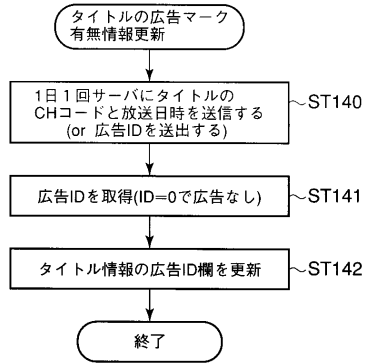 タイトルの広告マーク
有無情報更新
1日1回サーバにタイトルの
CHコードと放送日時を送信する
(or 広告IDを送出する)
ST140
広告IDを取得(ID=0で広告なし)
ST141
タイトル情報の広告ID欄を更新
ST142
終了